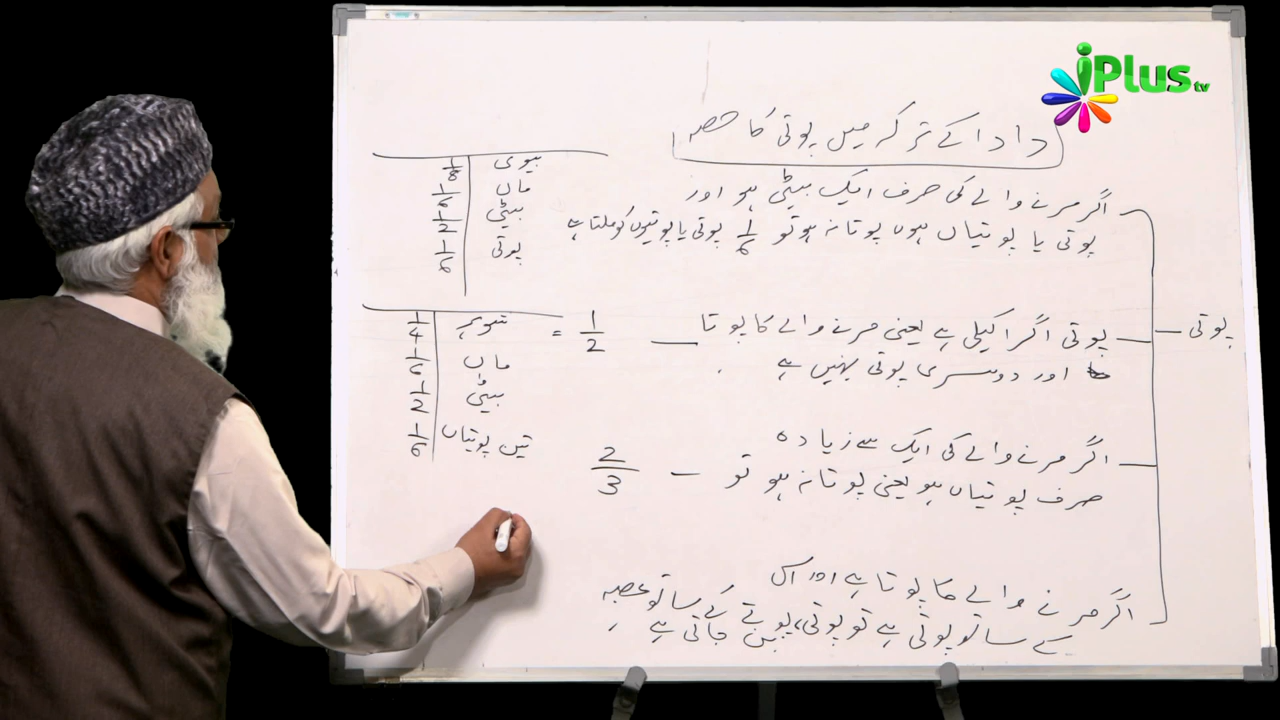 iPlus tv
دادا کے ترکہ میں پوتی کا حصہ
اگر مرنے والے کی صرف ایک بیٹی ہو اور
پوتی یا پوتیاں ہوں پوتا نہ ہو تو 1/6 پوتی یا پوتیوں کو ملتا ہے
پوتی
پوتی اگر اکیلی ہے یعنی مرنے والے کا پوتا — 1/2 =
اور دوسری پوتی نہیں ہے
اگر مرنے والے کی ایک سے زیادہ
صرف پوتیاں ہو یعنی پوتا نہ ہو تو — 2/3
اگر مرنے والے کا پوتا ہے اور اس
کے ساتھ پوتی ہے تو پوتی، پوتے کے ساتھ عصبہ
بن جاتی ہے
بیوی 1/8
ماں 1/6
بیٹی 1/2
پوتی 1/6
شوہر 1/4
ماں 1/6
بیٹی 1/2
تین پوتیاں 1/6